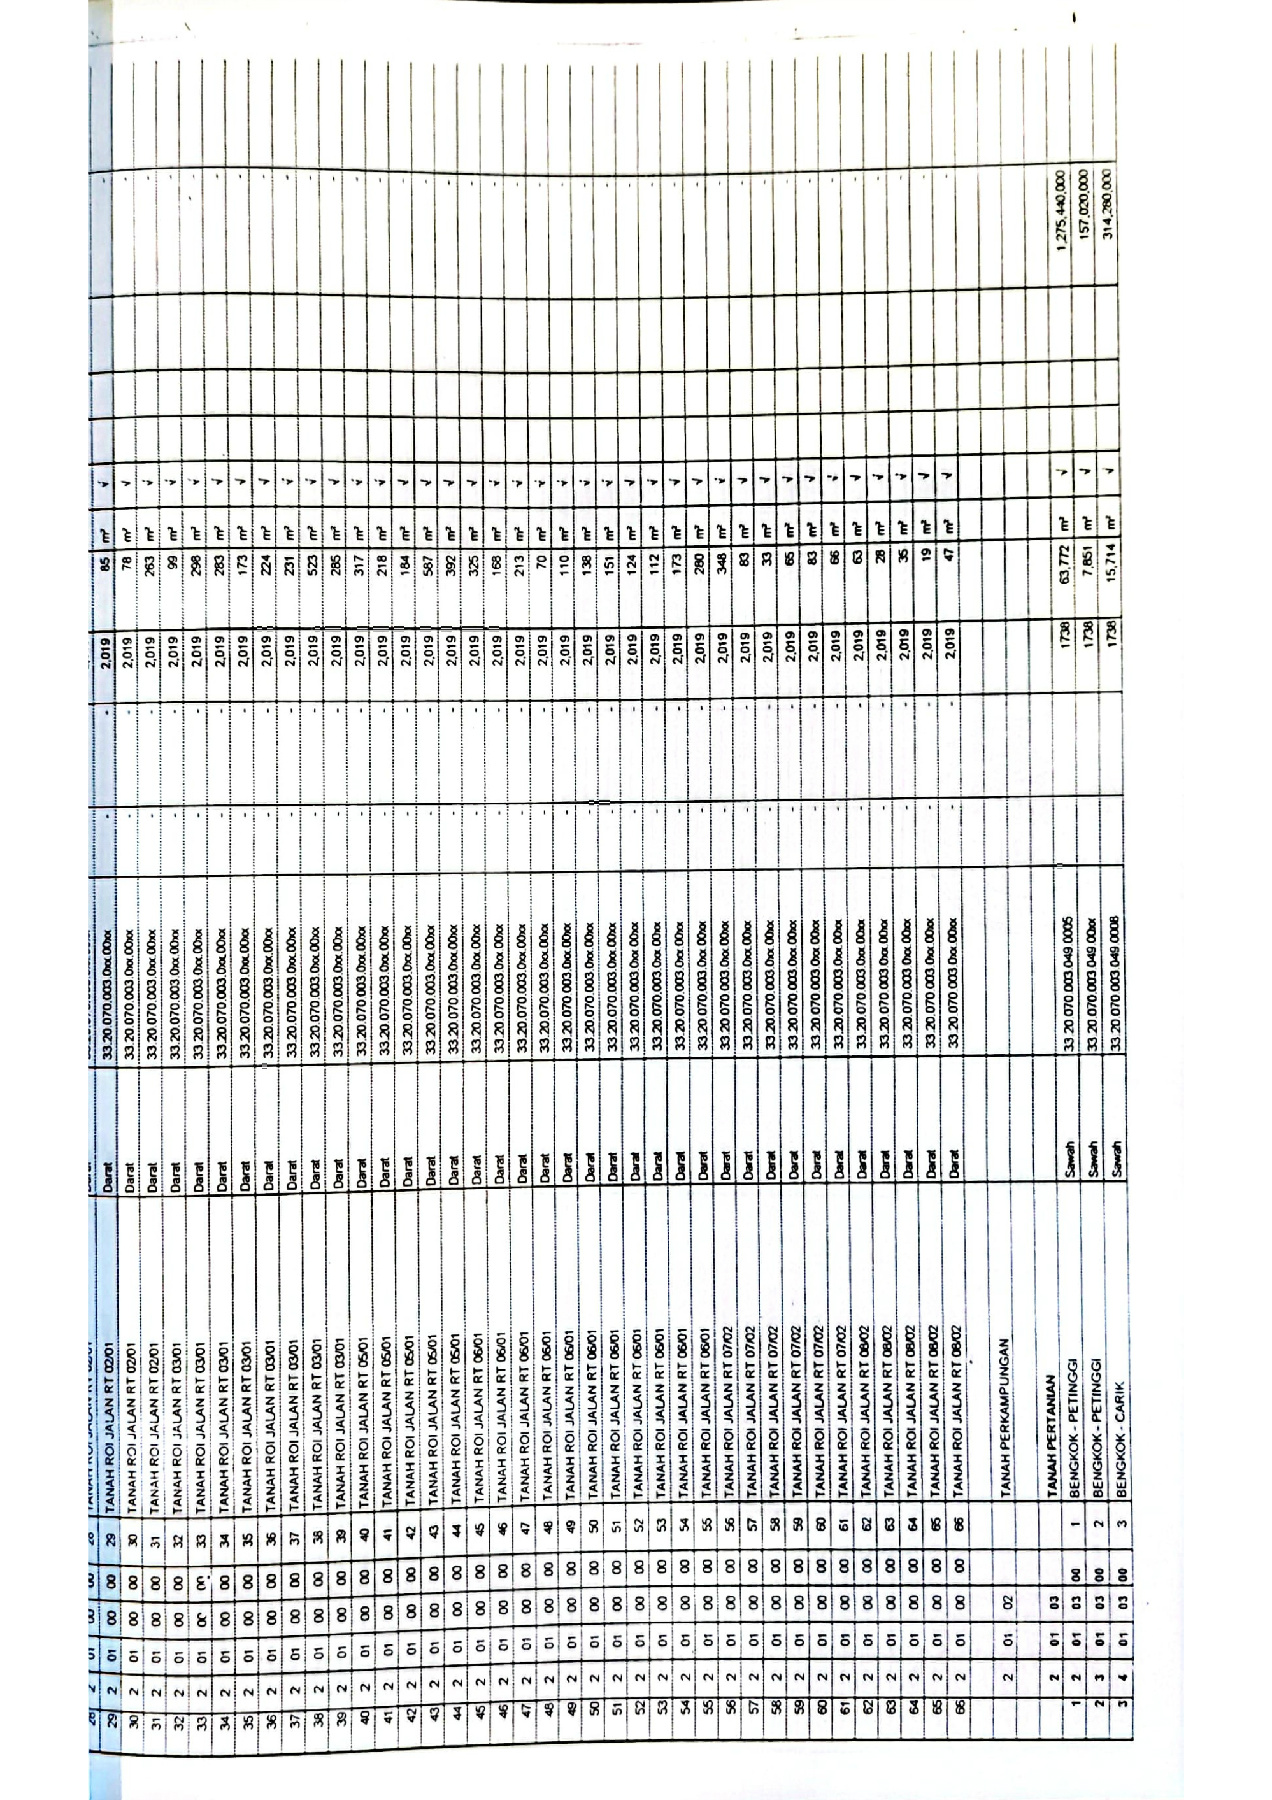 29 2 01 00 00 29 TANAH ROI JALAN RT 02/01 Darat 33.20.070.003.0xx.00xx - - 2,019 85 m² √
30 2 01 00 00 30 TANAH ROI JALAN RT 02/01 Darat 33.20.070.003.0xx.00xx - - 2,019 78 m² √ -
31 2 01 00 00 31 TANAH ROI JALAN RT 02/01 Darat 33.20.070.003.0xx.00xx - - 2,019 263 m² √ -
32 2 01 00 00 32 TANAH ROI JALAN RT 03/01 Darat 33.20.070.003.0xx.00xx - - 2,019 99 m² √ -
33 2 01 33 TANAH ROI JALAN RT 03/01 Darat 33.20.070.003.0xx.00xx - - 2,019 298 m² √ -
34 2 01 00 00 34 TANAH ROI JALAN RT 03/01 Darat 33.20.070.003.0xx.00xx - - 2,019 283 m² √ -
35 2 01 00 00 35 TANAH ROI JALAN RT 03/01 Darat 33.20.070.003.0xx.00xx - - 2,019 173 m² √ -
36 2 01 00 00 36 TANAH ROI JALAN RT 03/01 Darat 33.20.070.003.0xx.00xx - - 2,019 224 m² √ -
37 2 01 00 00 37 TANAH ROI JALAN RT 03/01 Darat 33.20.070.003.0xx.00xx - - 2,019 231 m² √ -
38 2 01 00 00 38 TANAH ROI JALAN RT 03/01 Darat 33.20.070.003.0xx.00xx - - 2,019 523 m² √ -
39 2 01 00 00 39 TANAH ROI JALAN RT 03/01 Darat 33.20.070.003.0xx.00xx - - 2,019 285 m² √ -
40 2 01 00 00 40 TANAH ROI JALAN RT 05/01 Darat 33.20.070.003.0xx.00xx - - 2,019 317 m² √ -
41 2 01 00 00 41 TANAH ROI JALAN RT 05/01 Darat 33.20.070.003.0xx.00xx - - 2,019 218 m² √ -
42 2 01 00 00 42 TANAH ROI JALAN RT 05/01 Darat 33.20.070.003.0xx.00xx - - 2,019 184 m² √ -
43 2 01 00 00 43 TANAH ROI JALAN RT 05/01 Darat 33.20.070.003.0xx.00xx - - 2,019 587 m² √ -
44 2 01 00 00 44 TANAH ROI JALAN RT 05/01 Darat 33.20.070.003.0xx.00xx - - 2,019 392 m² √ -
45 2 01 00 00 45 TANAH ROI JALAN RT 06/01 Darat 33.20.070.003.0xx.00xx - - 2,019 325 m² √ -
46 2 01 00 00 46 TANAH ROI JALAN RT 06/01 Darat 33.20.070.003.0xx.00xx - - 2,019 168 m² √ -
47 2 01 00 00 47 TANAH ROI JALAN RT 06/01 Darat 33.20.070.003.0xx.00xx - - 2,019 213 m² √ -
48 2 01 00 00 48 TANAH ROI JALAN RT 06/01 Darat 33.20.070.003.0xx.00xx - - 2,019 70 m² √ -
49 2 01 00 00 49 TANAH ROI JALAN RT 06/01 Darat 33.20.070.003.0xx.00xx - - 2,019 110 m² √ -
50 2 01 00 00 50 TANAH ROI JALAN RT 06/01 Darat 33.20.070.003.0xx.00xx - - 2,019 138 m² √ -
51 2 01 00 00 51 TANAH ROI JALAN RT 06/01 Darat 33.20.070.003.0xx.00xx - - 2,019 151 m² √ -
52 2 01 00 00 52 TANAH ROI JALAN RT 06/01 Darat 33.20.070.003.0xx.00xx - - 2,019 124 m² √ -
53 2 01 00 00 53 TANAH ROI JALAN RT 06/01 Darat 33.20.070.003.0xx.00xx - - 2,019 112 m² √ -
54 2 01 00 00 54 TANAH ROI JALAN RT 06/01 Darat 33.20.070.003.0xx.00xx - - 2,019 173 m² √ -
55 2 01 00 00 55 TANAH ROI JALAN RT 06/01 Darat 33.20.070.003.0xx.00xx - - 2,019 280 m² √ -
56 2 01 00 00 56 TANAH ROI JALAN RT 07/02 Darat 33.20.070.003.0xx.00xx - - 2,019 348 m² √ -
57 2 01 00 00 57 TANAH ROI JALAN RT 07/02 Darat 33.20.070.003.0xx.00xx - - 2,019 83 m² √ -
58 2 01 00 00 58 TANAH ROI JALAN RT 07/02 Darat 33.20.070.003.0xx.00xx - - 2,019 33 m² √ -
59 2 01 00 00 59 TANAH ROI JALAN RT 07/02 Darat 33.20.070.003.0xx.00xx - - 2,019 65 m² √ -
60 2 01 00 00 60 TANAH ROI JALAN RT 07/02 Darat 33.20.070.003.0xx.00xx - - 2,019 83 m² √ -
61 2 01 00 00 61 TANAH ROI JALAN RT 07/02 Darat 33.20.070.003.0xx.00xx - - 2,019 66 m² √ -
62 2 01 00 00 62 TANAH ROI JALAN RT 08/02 Darat 33.20.070.003.0xx.00xx - - 2,019 63 m² √ -
63 2 01 00 00 63 TANAH ROI JALAN RT 08/02 Darat 33.20.070.003.0xx.00xx - - 2,019 28 m² √ -
64 2 01 00 00 64 TANAH ROI JALAN RT 08/02 Darat 33.20.070.003.0xx.00xx - - 2,019 35 m² √ -
65 2 01 00 00 65 TANAH ROI JALAN RT 08/02 Darat 33.20.070.003.0xx.00xx - - 2,019 19 m² √ -
66 2 01 00 00 66 TANAH ROI JALAN RT 08/02 Darat 33.20.070.003.0xx.00xx - - 2,019 47 m² √ -
2 01 02 TANAH PERKAMPUNGAN
2 01 03 TANAH PERTANIAN
1 2 01 03 00 1 BENGKOK - PETINGGI Sawah 33.20.070.003.049.0005 1738 63,772 m² √ 1,275,440,000
2 3 01 03 00 2 BENGKOK - PETINGGI Sawah 33.20.070.003.049.00xx 1738 7,851 m² √ 157,020,000
3 4 01 03 00 3 BENGKOK - CARIK Sawah 33.20.070.003.049.0008 1738 15,714 m² √ 314,280,000